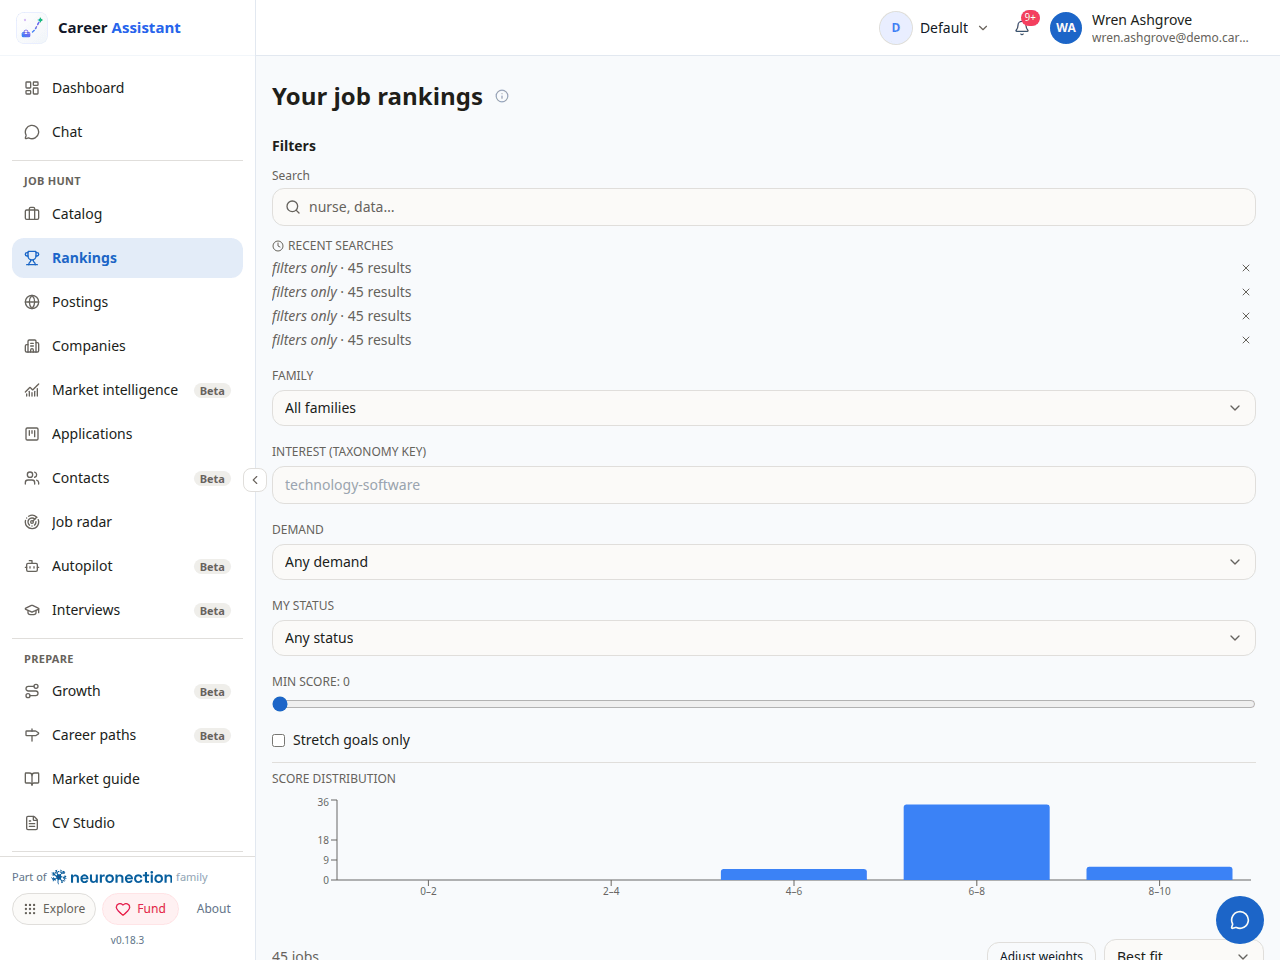 Career Assistant
D
Default
9+
WA
Wren Ashgrove
wren.ashgrove@demo.car...
Dashboard
Chat
JOB HUNT
Catalog
Rankings
Postings
Companies
Market intelligence Beta
Applications
Contacts Beta
Job radar
Autopilot Beta
Interviews Beta
PREPARE
Growth Beta
Career paths Beta
Market guide
CV Studio
Part of neuronection family
Explore
Fund
About
v0.18.3
Your job rankings
Filters
Search
nurse, data...
RECENT SEARCHES
filters only · 45 results
filters only · 45 results
filters only · 45 results
filters only · 45 results
FAMILY
All families
INTEREST (TAXONOMY KEY)
technology-software
DEMAND
Any demand
MY STATUS
Any status
MIN SCORE: 0
Stretch goals only
SCORE DISTRIBUTION
36
18
9
0
0–2
2–4
4–6
6–8
8–10
45 jobs
Adjust weights
Best fit